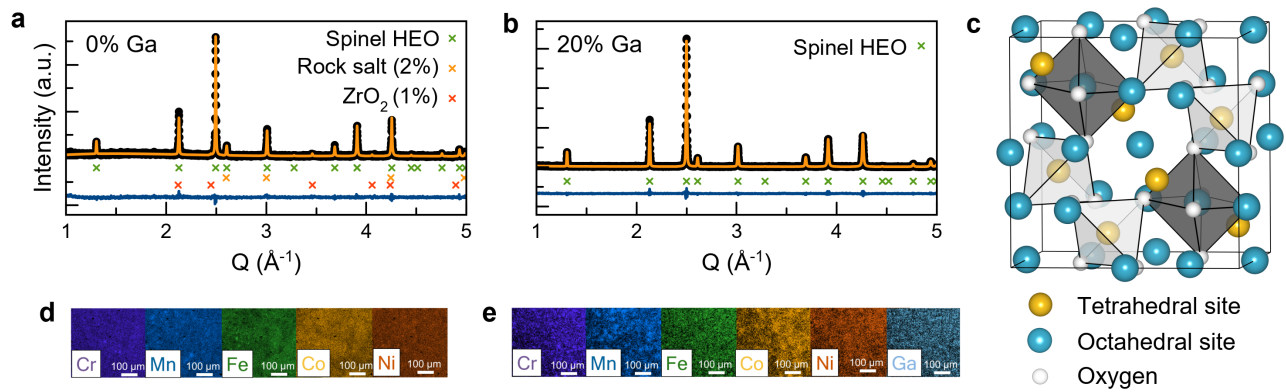 a
0% Ga
Spinel HEO ×
Rock salt (2%) ×
ZrO₂ (1%) ×
Intensity (a.u.)
1 2 3 4 5
Q (Å⁻¹)
b
20% Ga
Spinel HEO ×
1 2 3 4 5
Q (Å⁻¹)
c
Tetrahedral site
Octahedral site
Oxygen
d
Cr 100 μm
Mn 100 μm
Fe 100 μm
Co 100 μm
Ni 100 μm
e
Cr 100 μm
Mn 100 μm
Fe 100 μm
Co 100 μm
Ni 100 μm
Ga 100 μm